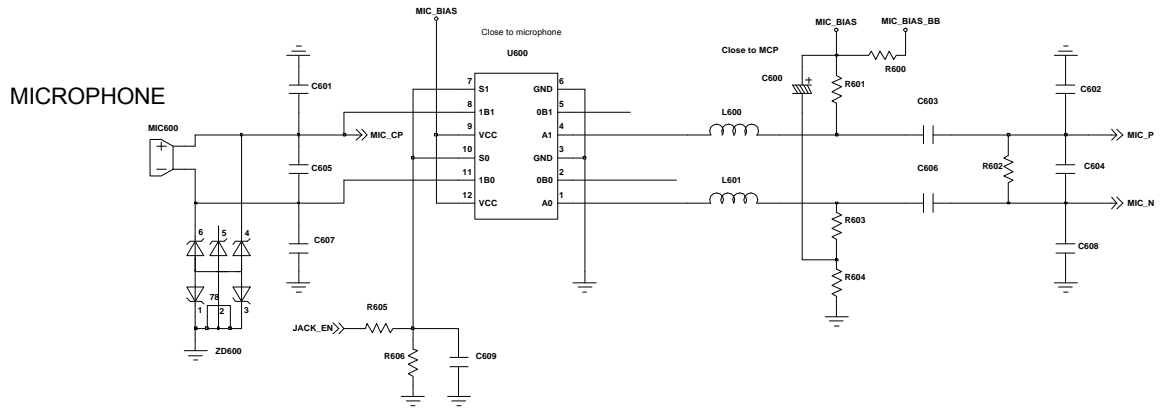 MIC_BIAS
MIC_BIAS
MIC_BIAS_BB
Close to microphone
U600
Close to MCP
C600
+
R600
R601
MICROPHONE
C601
7
S1
GND
6
8
1B1
0B1
5
9
VCC
A1
4
10
S0
GND
3
11
1B0
0B0
2
12
VCC
A0
1
MIC600
+
-
MIC_CP
C605
C607
L600
L601
C603
C606
C602
MIC_P
R602
C604
MIC_N
R603
R604
C608
6
5
4
78
1
2
3
ZD600
JACK_EN
R605
R606
C609